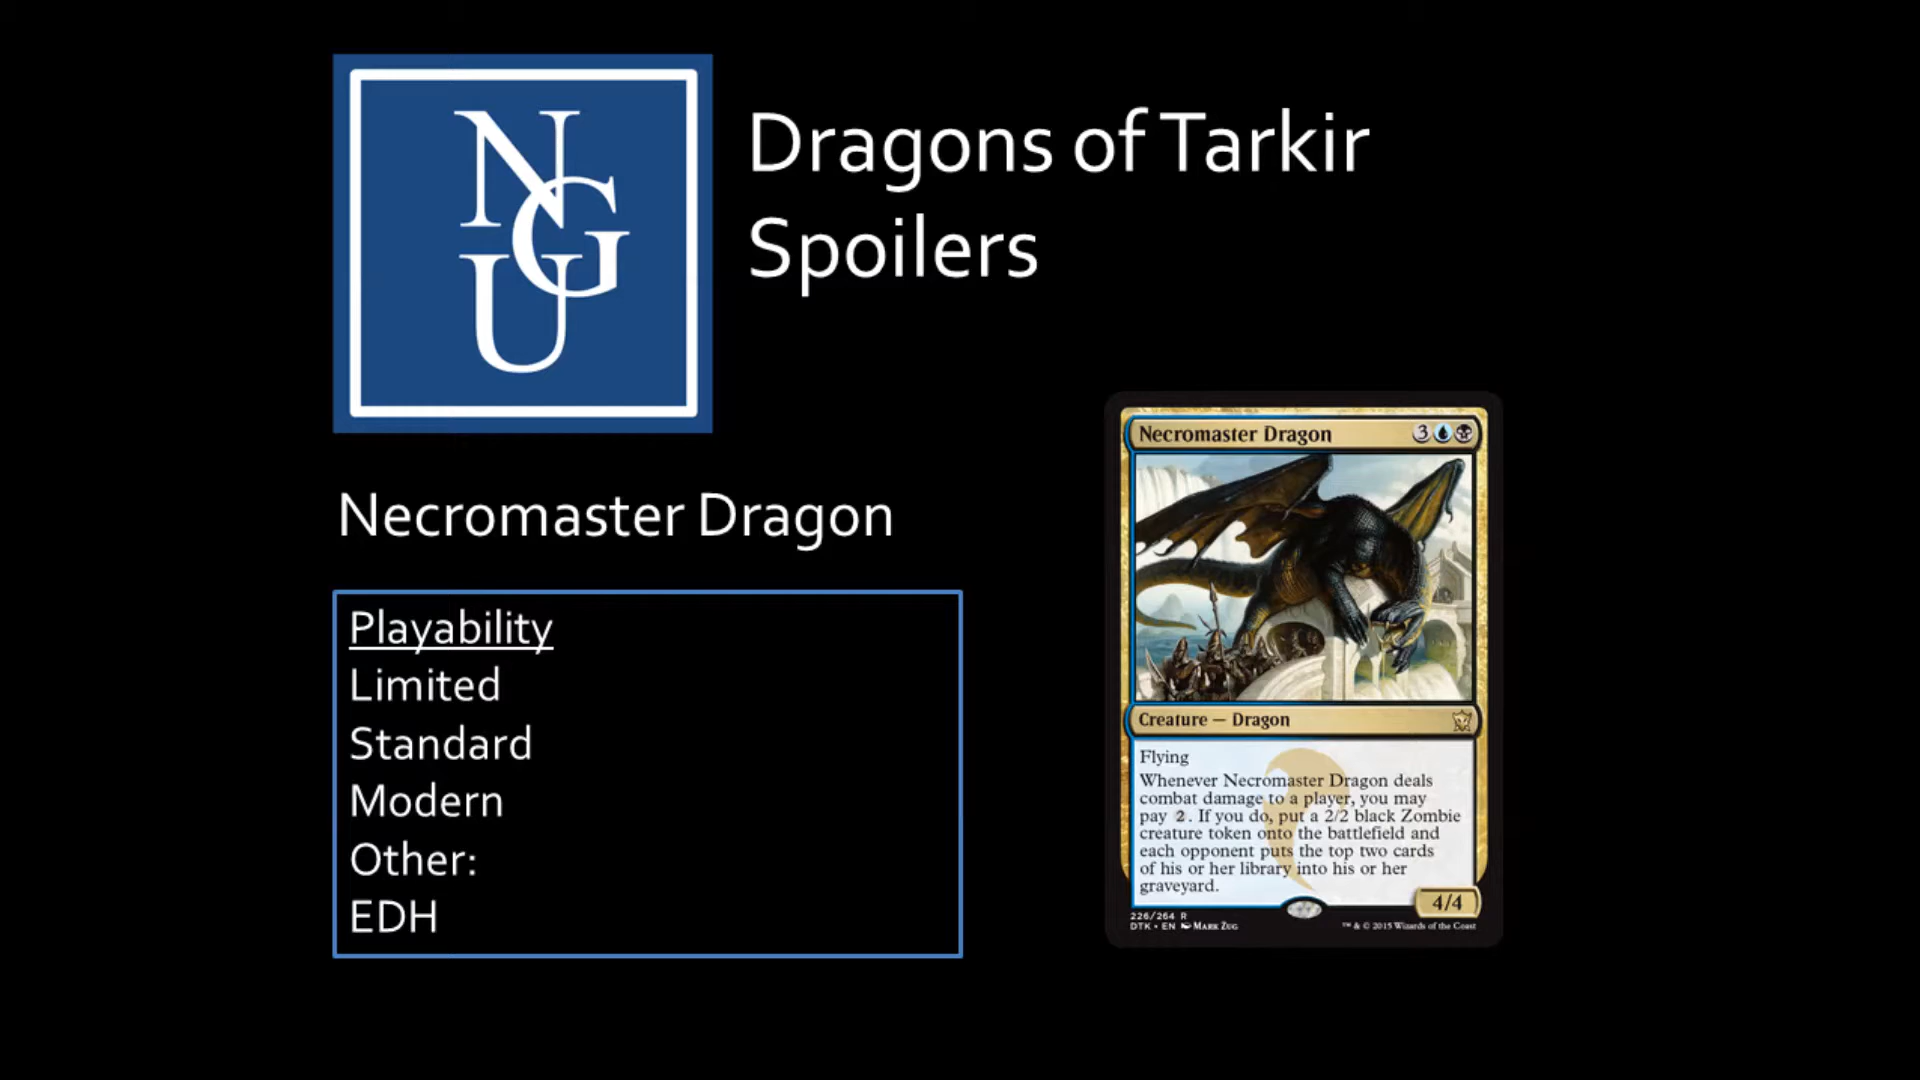 NGU
Dragons of Tarkir
Spoilers
Necromaster Dragon
Playability
Limited
Standard
Modern
Other:
EDH
Necromaster Dragon 3
Creature — Dragon
Flying
Whenever Necromaster Dragon deals
combat damage to a player, you may
pay 2. If you do, put a 2/2 black Zombie
creature token onto the battlefield and
each opponent puts the top two cards
of his or her library into his or her
graveyard.
4/4
226/264 R
DTK • EN Mark Zug
™ & © 2015 Wizards of the Coast